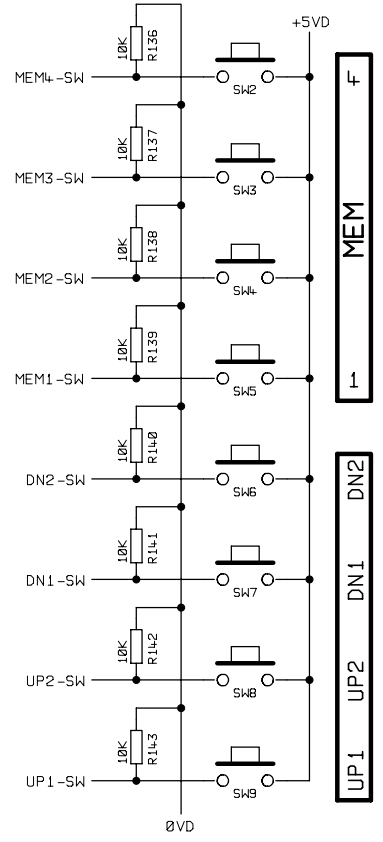 +5VD
10K
R136
MEM4-SW
SW2
4
10K
R137
MEM3-SW
SW3
MEM
10K
R138
MEM2-SW
SW4
10K
R139
MEM1-SW
SW5
1
10K
R140
DN2-SW
SW6
DN2
10K
R141
DN1-SW
SW7
DN1
10K
R142
UP2-SW
SW8
UP2
10K
R143
UP1-SW
SW9
UP1
0VD